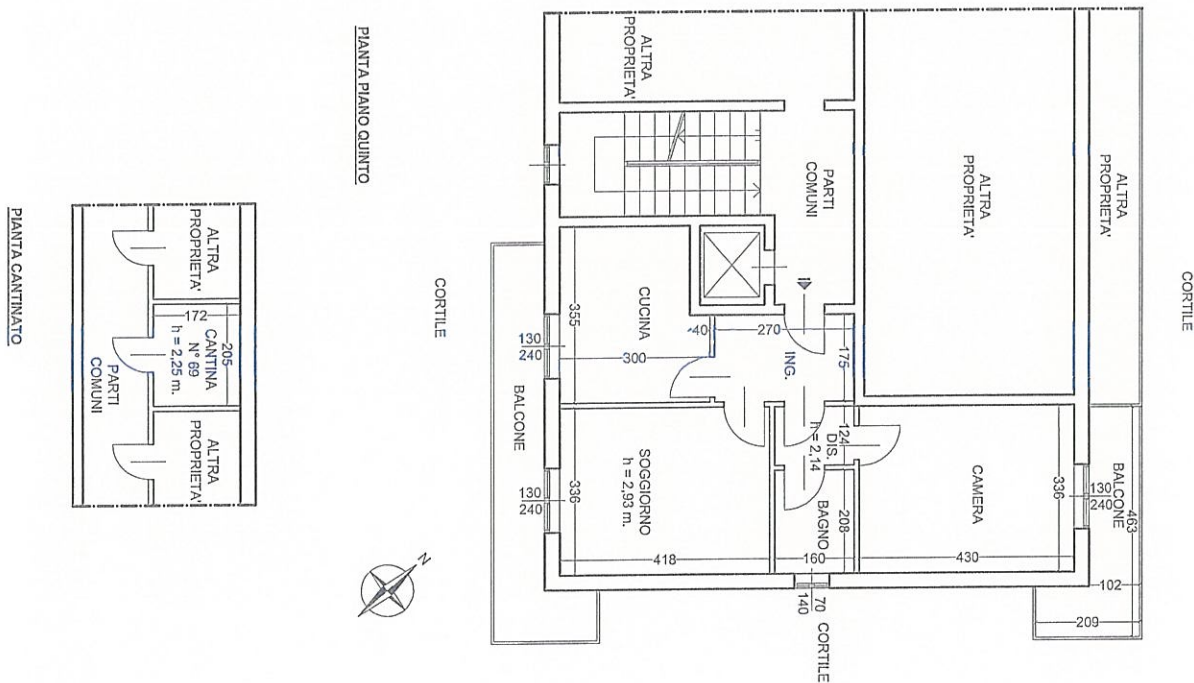 CORTILE
ALTRA
PROPRIETA'
BALCONE
463
102
209
130
240
ALTRA
PROPRIETA'
CAMERA
336
430
PARTI
COMUNI
ING.
175
270
40
DIS.
h = 2,14
124
BAGNO
208
160
70
140
CORTILE
ALTRA
PROPRIETA'
CUCINA
355
300
130
240
SOGGIORNO
h = 2,93 m.
336
418
130
240
BALCONE
CORTILE
N
PIANTA PIANO QUINTO
ALTRA
PROPRIETA'
172
205
CANTINA
N° 69
h = 2,25 m.
ALTRA
PROPRIETA'
PARTI
COMUNI
PIANTA CANTINATO